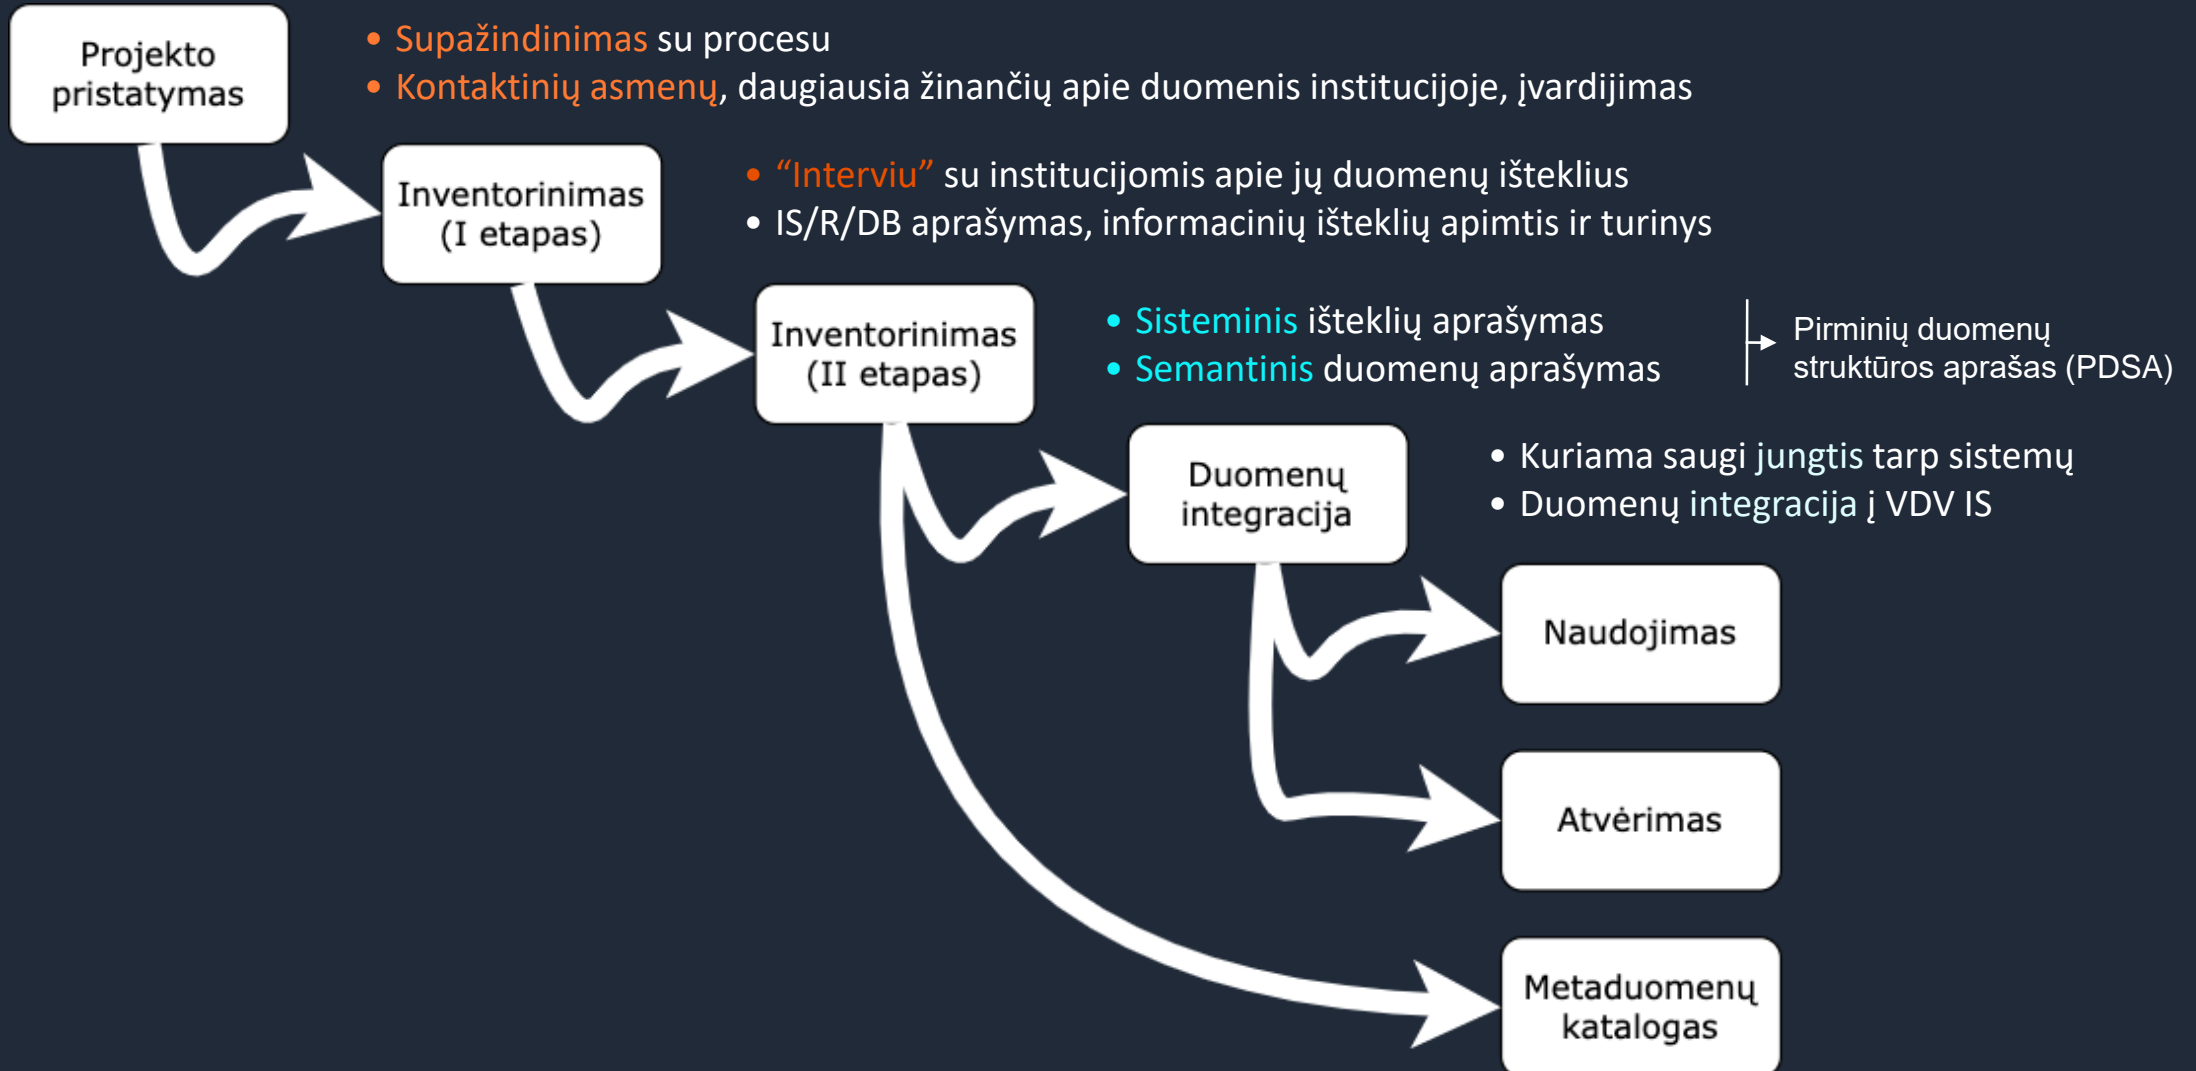 Projekto
pristatymas
• Supažindinimas su procesu
• Kontaktinių asmenų, daugiausia žinančių apie duomenis institucijoje, įvardijimas
Inventorinimas
(I etapas)
• “Interviu” su institucijomis apie jų duomenų išteklius
• IS/R/DB aprašymas, informacinių išteklių apimtis ir turinys
Inventorinimas
(II etapas)
• Sisteminis išteklių aprašymas
• Semantinis duomenų aprašymas
Pirminių duomenų
struktūros aprašas (PDSA)
Duomenų
integracija
• Kuriama saugi jungtis tarp sistemų
• Duomenų integracija į VDV IS
Naudojimas
Atvėrimas
Metaduomenų
katalogas